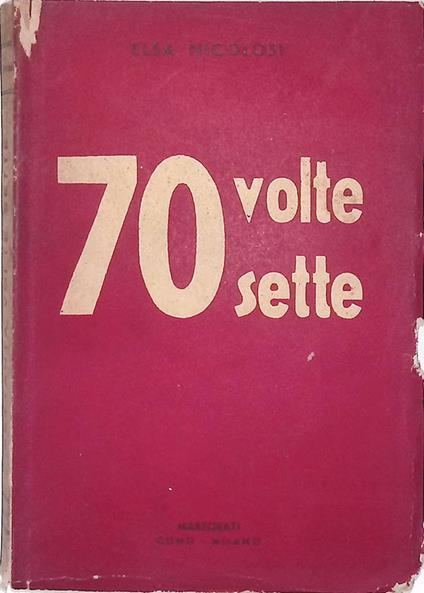 ELSA NICOLOSI
70 volte
sette
MARZORATI
COMO - MILANO